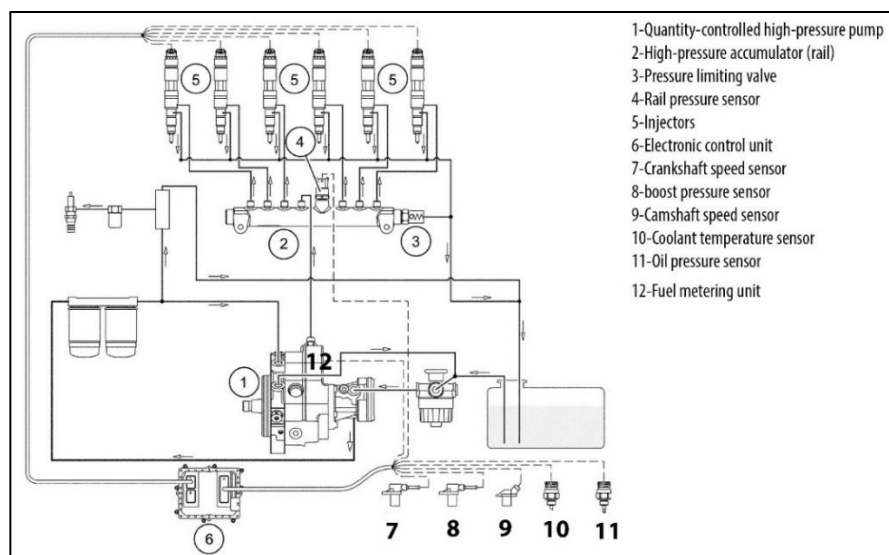 1-Quantity-controlled high-pressure pump
2-High-pressure accumulator (rail)
3-Pressure limiting valve
4-Rail pressure sensor
5-Injectors
6-Electronic control unit
7-Crankshaft speed sensor
8-boost pressure sensor
9-Camshaft speed sensor
10-Coolant temperature sensor
11-Oil pressure sensor
12-Fuel metering unit
5 5 5
4
2 3
12
1
6
7 8 9 10 11